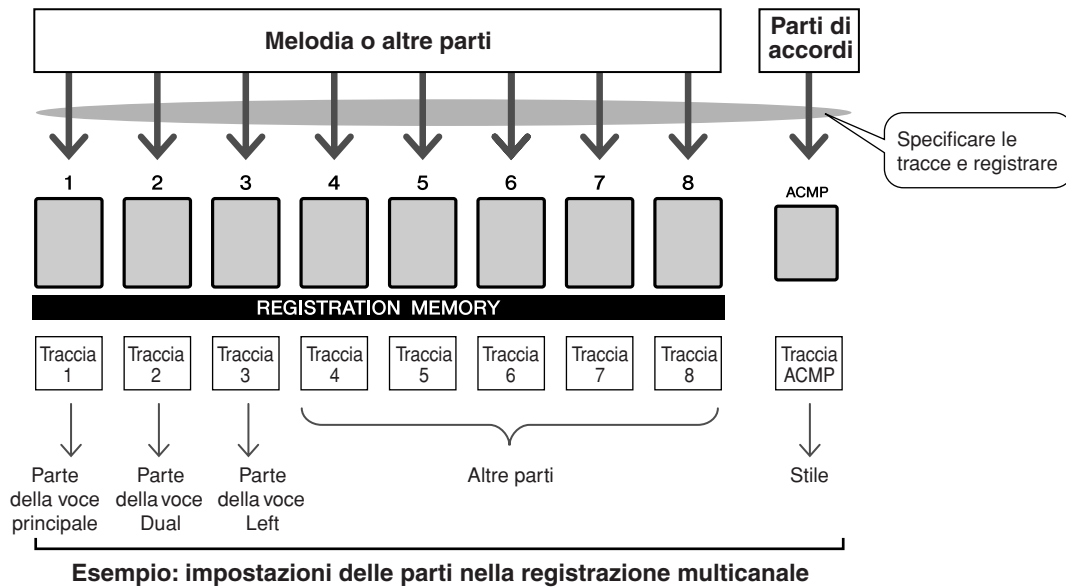 Melodia o altre parti
Parti di
accordi
Specificare le
tracce e registrare
1 2 3 4 5 6 7 8 ACMP
REGISTRATION MEMORY
Traccia Traccia Traccia Traccia Traccia Traccia Traccia Traccia Traccia
1 2 3 4 5 6 7 8 ACMP
Parte Parte Parte Altre parti Stile
della voce della voce della voce
principale Dual Left
Esempio: impostazioni delle parti nella registrazione multicanale